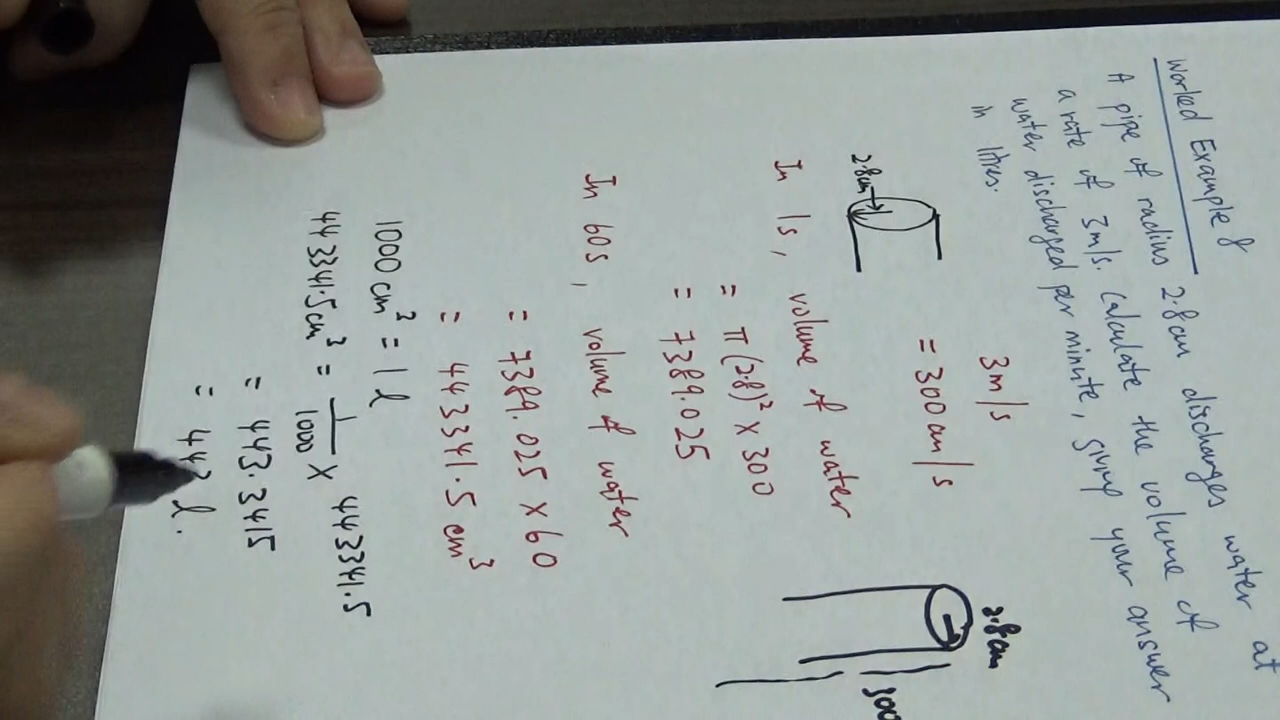 Worked Example 8
A pipe of radius 2.8cm discharges water at
a rate of 3m/s. Calculate the volume of
water discharged per minute, giving your answer
in litres.
2.8cm
3m/s
= 300cm/s
2.8cm
300
In 1s, volume of water
= π(2.8)² × 300
= 7389.025
In 60s, volume of water
= 7389.025 × 60
= 443341.5 cm³
1000 cm³ = 1 l
443341.5cm³ = 1/1000 × 443341.5
= 443.3415
= 443 l.